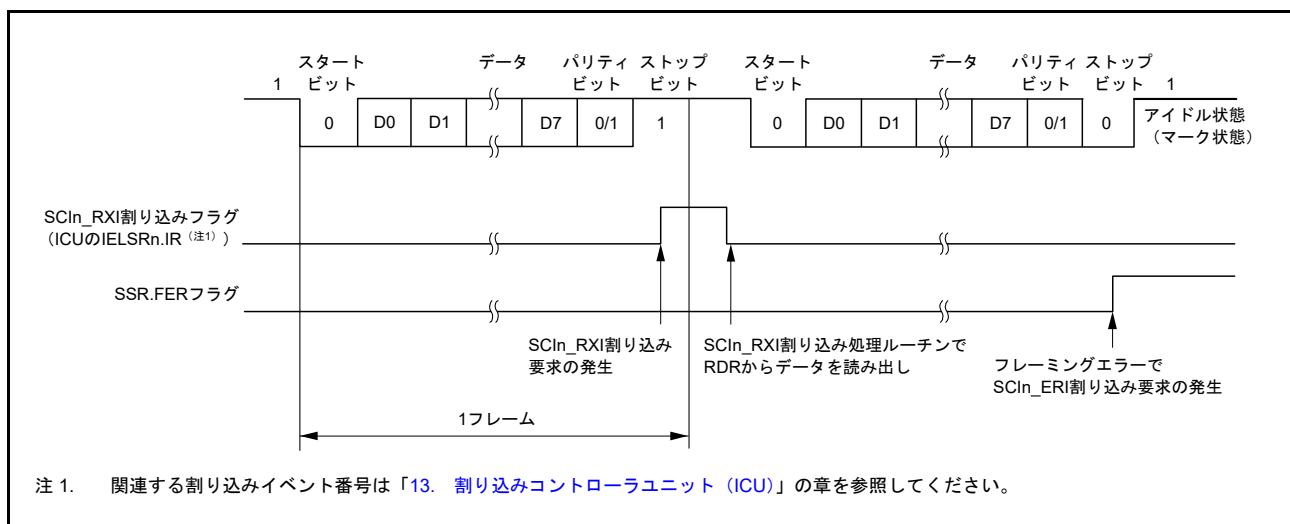 スタート データ パリティ ストップ スタート データ パリティ ストップ
1 ビット ビット ビット ビット ビット ビット 1
0 D0 D1 D7 0/1 1 0 D0 D1 D7 0/1 0 アイドル状態
（マーク状態）
SCIn_RXI割り込みフラグ
（ICUのIELSRn.IR（注1））
SSR.FERフラグ
SCIn_RXI割り込み
要求の発生
SCIn_RXI割り込み処理ルーチンで
RDRからデータを読み出し
フレーミングエラーで
SCIn_ERI割り込み要求の発生
1フレーム
注 1. 関連する割り込みイベント番号は「13. 割り込みコントローラユニット（ICU）」の章を参照してください。